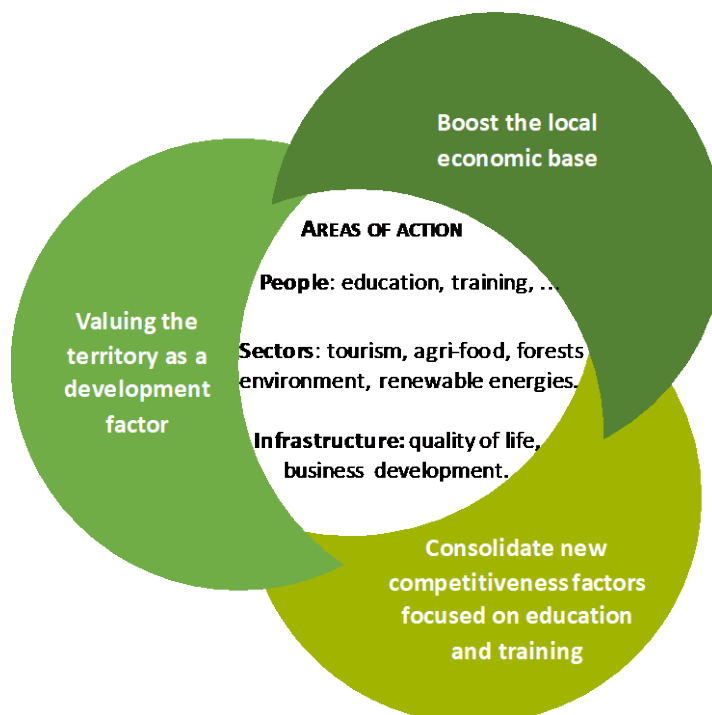 Boost the local
economic base
AREAS OF ACTION
People: education, training, ...
Valuing the
territory as a
development
factor
Sectors: tourism, agri-food, forests
environment, renewable energies.
Infrastructure: quality of life,
business development.
Consolidate new
competitiveness factors
focused on education
and training